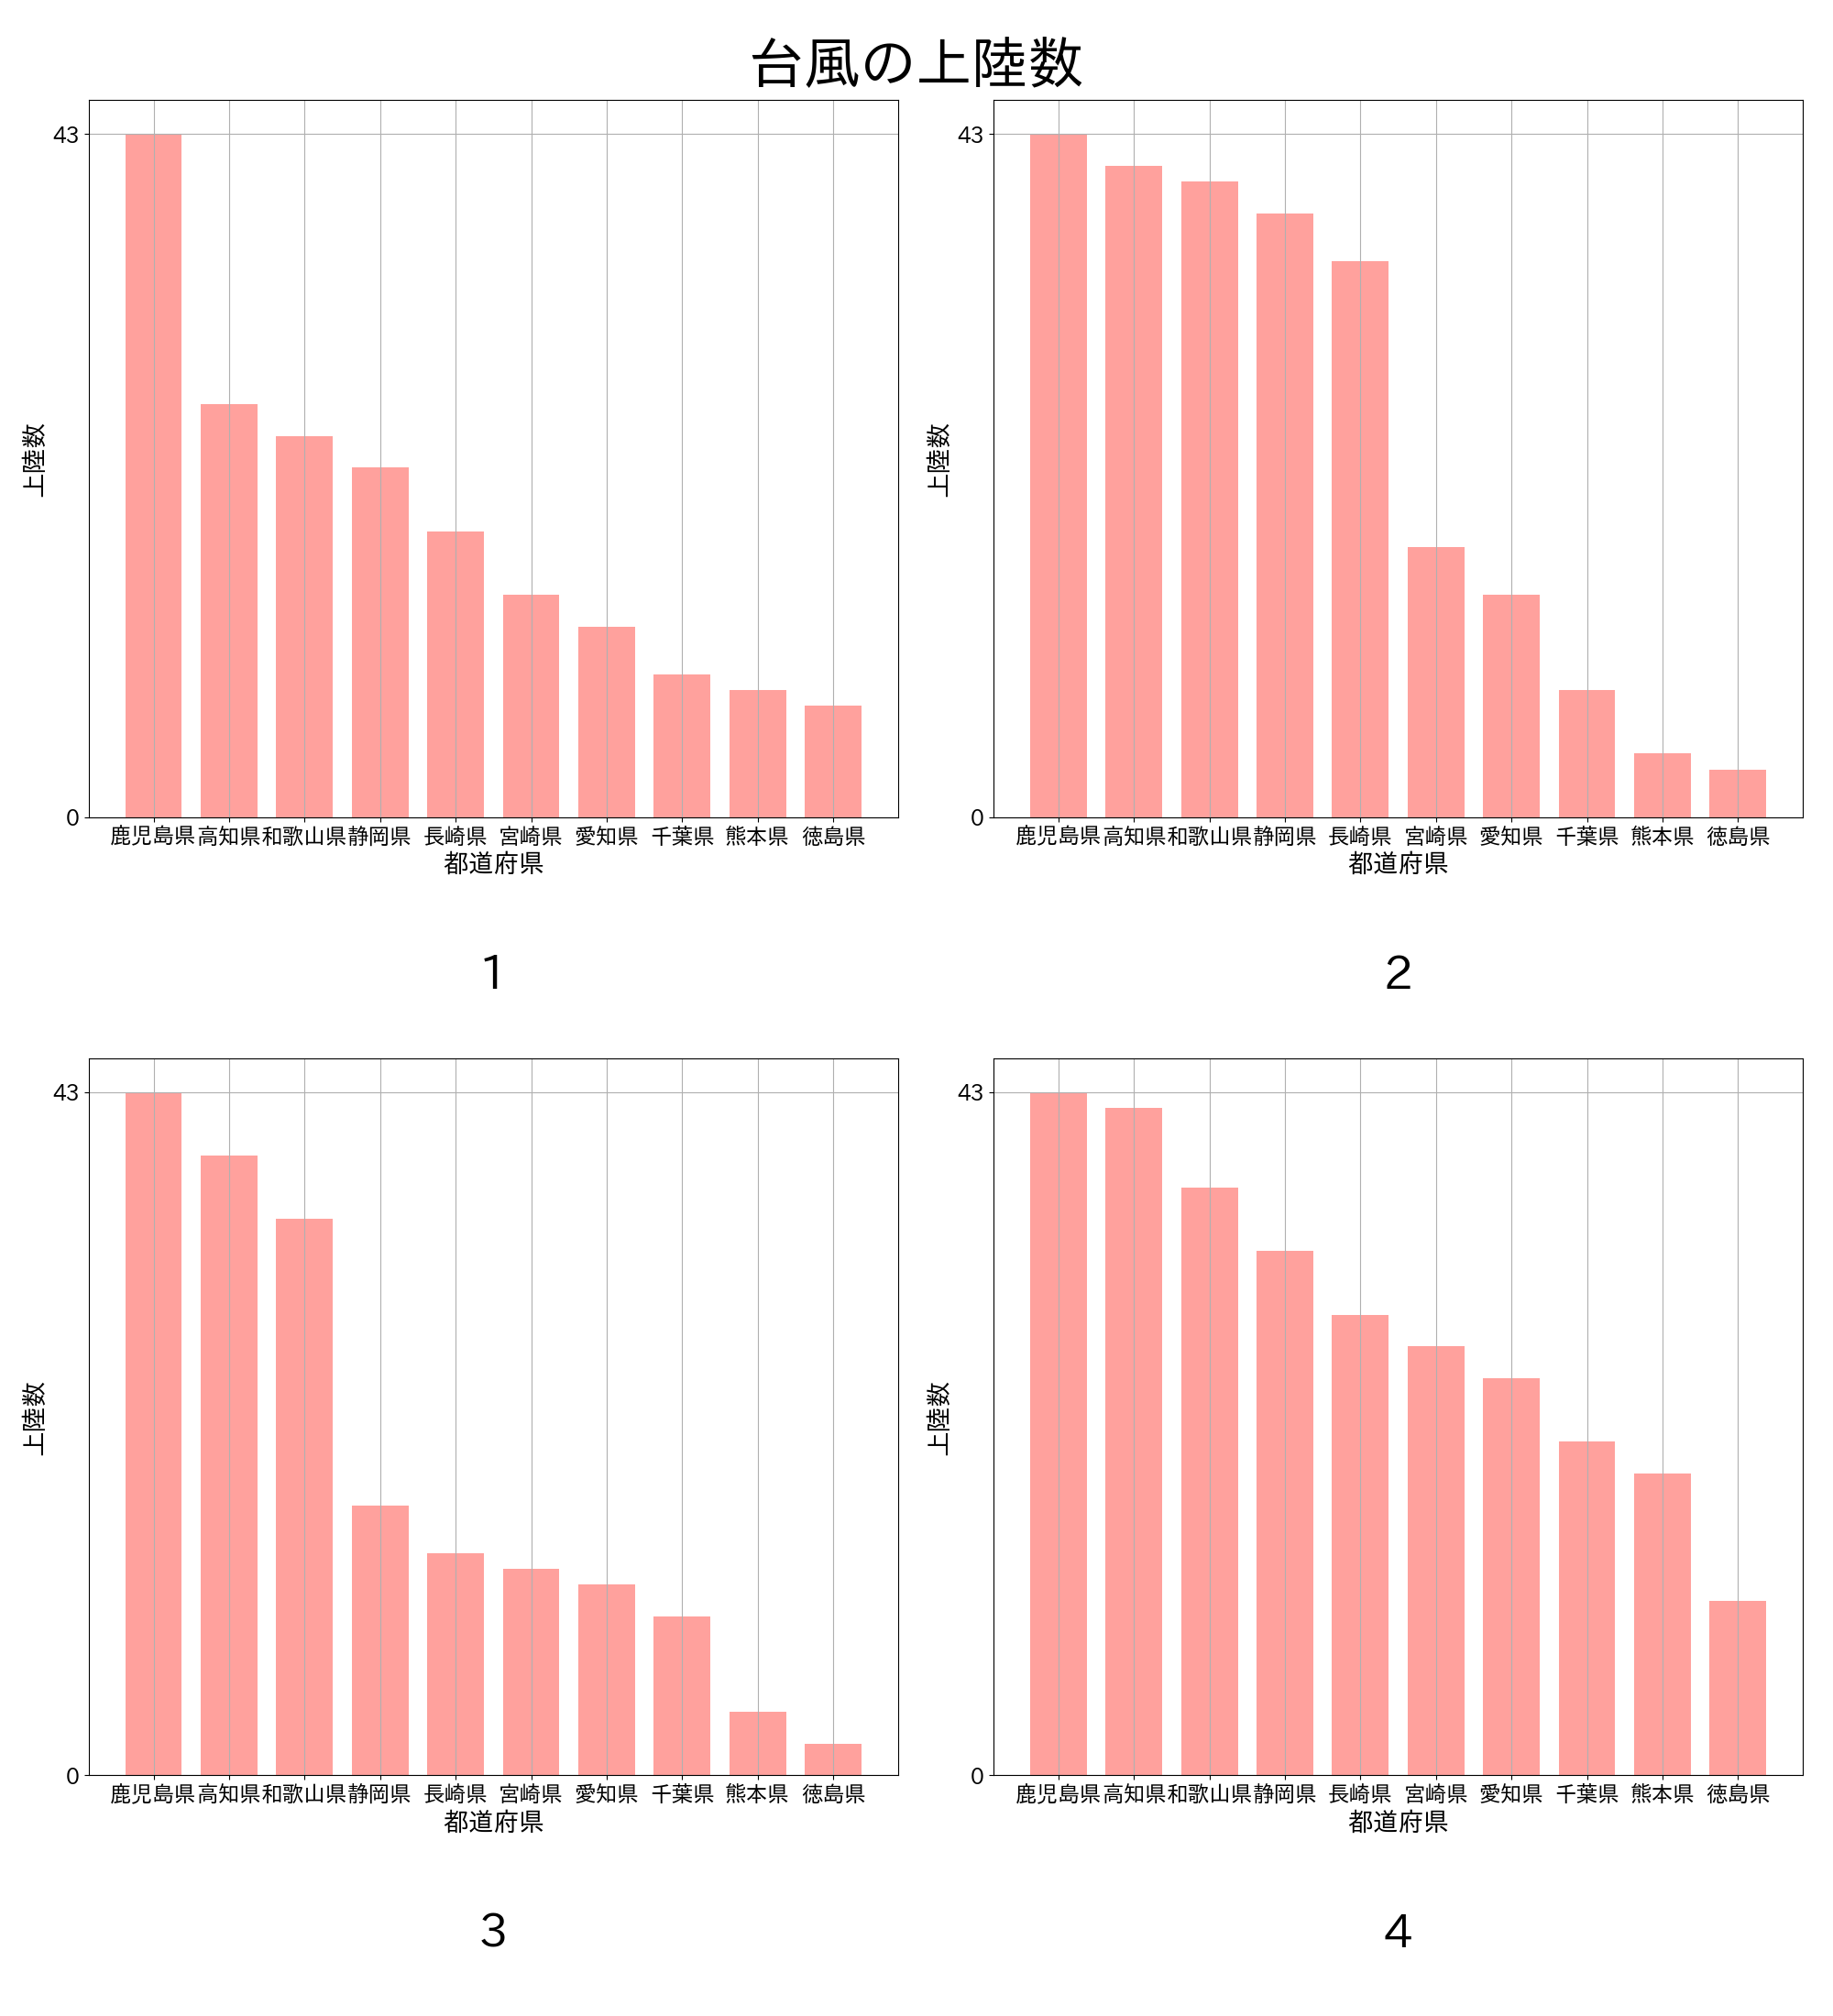 台風の上陸数
43
0
上陸数
鹿児島県 高知県 和歌山県 静岡県 長崎県 宮崎県 愛知県 千葉県 熊本県 徳島県
都道府県
1
43
0
上陸数
鹿児島県 高知県 和歌山県 静岡県 長崎県 宮崎県 愛知県 千葉県 熊本県 徳島県
都道府県
2
43
0
上陸数
鹿児島県 高知県 和歌山県 静岡県 長崎県 宮崎県 愛知県 千葉県 熊本県 徳島県
都道府県
3
43
0
上陸数
鹿児島県 高知県 和歌山県 静岡県 長崎県 宮崎県 愛知県 千葉県 熊本県 徳島県
都道府県
4